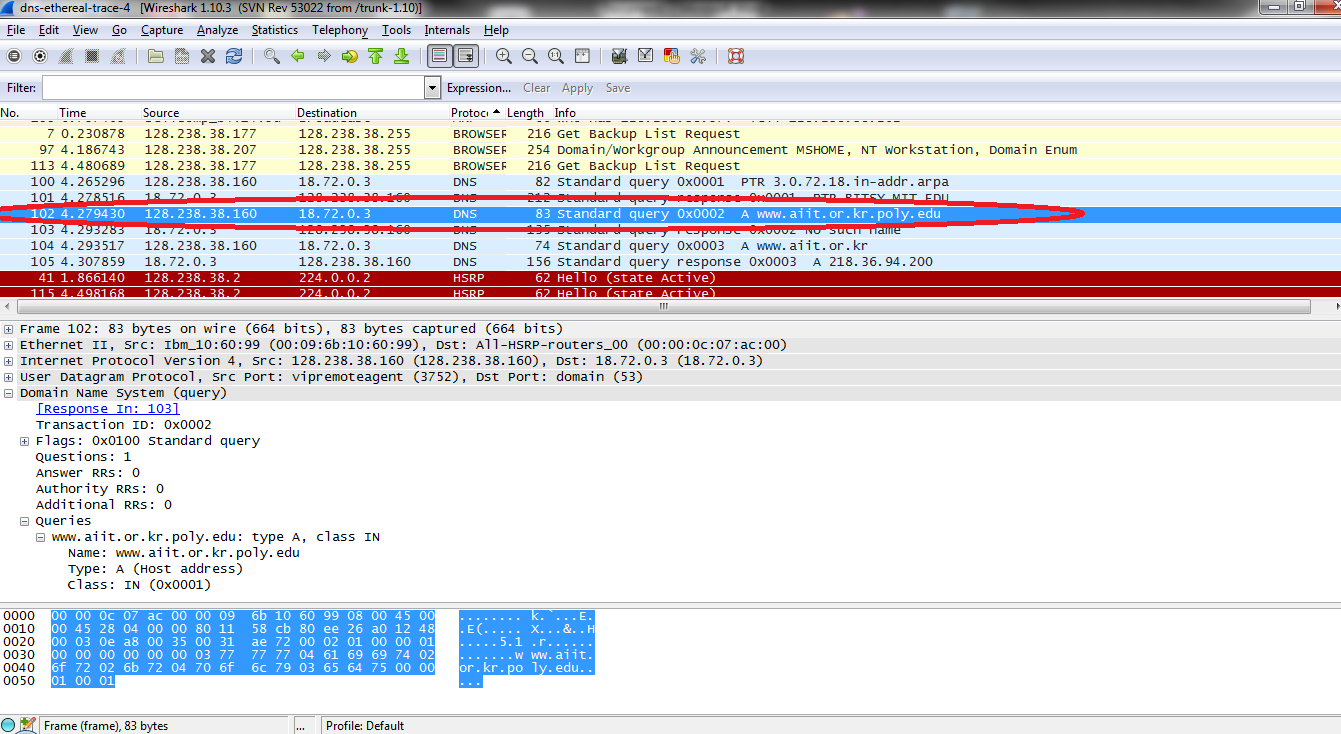 dns-ethereal-trace-4 [Wireshark 1.10.3 (SVN Rev 53022 from /trunk-1.10)]
File Edit View Go Capture Analyze Statistics Telephony Tools Internals Help
Filter: Expression... Clear Apply Save
No. Time Source Destination Protoc Length Info
7 0.230878 128.238.38.177 128.238.38.255 BROWSER 216 Get Backup List Request
97 4.186743 128.238.38.207 128.238.38.255 BROWSER 254 Domain/Workgroup Announcement MSHOME, NT Workstation, Domain Enum
113 4.480689 128.238.38.177 128.238.38.255 BROWSER 216 Get Backup List Request
100 4.265296 128.238.38.160 18.72.0.3 DNS 82 Standard query 0x0001 PTR 3.0.72.18.in-addr.arpa
101 4.278516 18.72.0.3 128.238.38.160 DNS 212 Standard query response 0x0001 PTR BITSY.MIT.EDU
102 4.279430 128.238.38.160 18.72.0.3 DNS 83 Standard query 0x0002 A www.aiit.or.kr.poly.edu
103 4.293283 18.72.0.3 128.238.38.160 DNS 135 Standard query response 0x0002 No such name
104 4.293517 128.238.38.160 18.72.0.3 DNS 74 Standard query 0x0003 A www.aiit.or.kr
105 4.307859 18.72.0.3 128.238.38.160 DNS 156 Standard query response 0x0003 A 218.36.94.200
41 1.866140 128.238.38.2 224.0.0.2 HSRP 62 Hello (state Active)
115 4.498168 128.238.38.2 224.0.0.2 HSRP 62 Hello (state Active)
Frame 102: 83 bytes on wire (664 bits), 83 bytes captured (664 bits)
Ethernet II, Src: Ibm_10:60:99 (00:09:6b:10:60:99), Dst: All-HSRP-routers_00 (00:00:0c:07:ac:00)
Internet Protocol Version 4, Src: 128.238.38.160 (128.238.38.160), Dst: 18.72.0.3 (18.72.0.3)
User Datagram Protocol, Src Port: vipremoteagent (3752), Dst Port: domain (53)
Domain Name System (query)
[Response In: 103]
Transaction ID: 0x0002
Flags: 0x0100 Standard query
Questions: 1
Answer RRs: 0
Authority RRs: 0
Additional RRs: 0
Queries
www.aiit.or.kr.poly.edu: type A, class IN
Name: www.aiit.or.kr.poly.edu
Type: A (Host address)
Class: IN (0x0001)
0000 00 00 0c 07 ac 00 00 09 6b 10 60 99 08 00 45 00 ........ k.`...E.
0010 00 45 28 04 00 00 80 11 58 cb 80 ee 26 a0 12 48 .E(..... X...&..H
0020 00 03 0e a8 00 35 00 31 ae 72 00 02 01 00 00 01 .....5.1 .r......
0030 00 00 00 00 00 00 03 77 77 77 04 61 69 69 74 02 .......w ww.aiit.
0040 6f 72 02 6b 72 04 70 6f 6c 79 03 65 64 75 00 00 or.kr.po ly.edu..
0050 01 00 01 ...
Frame (frame), 83 bytes ... Profile: Default